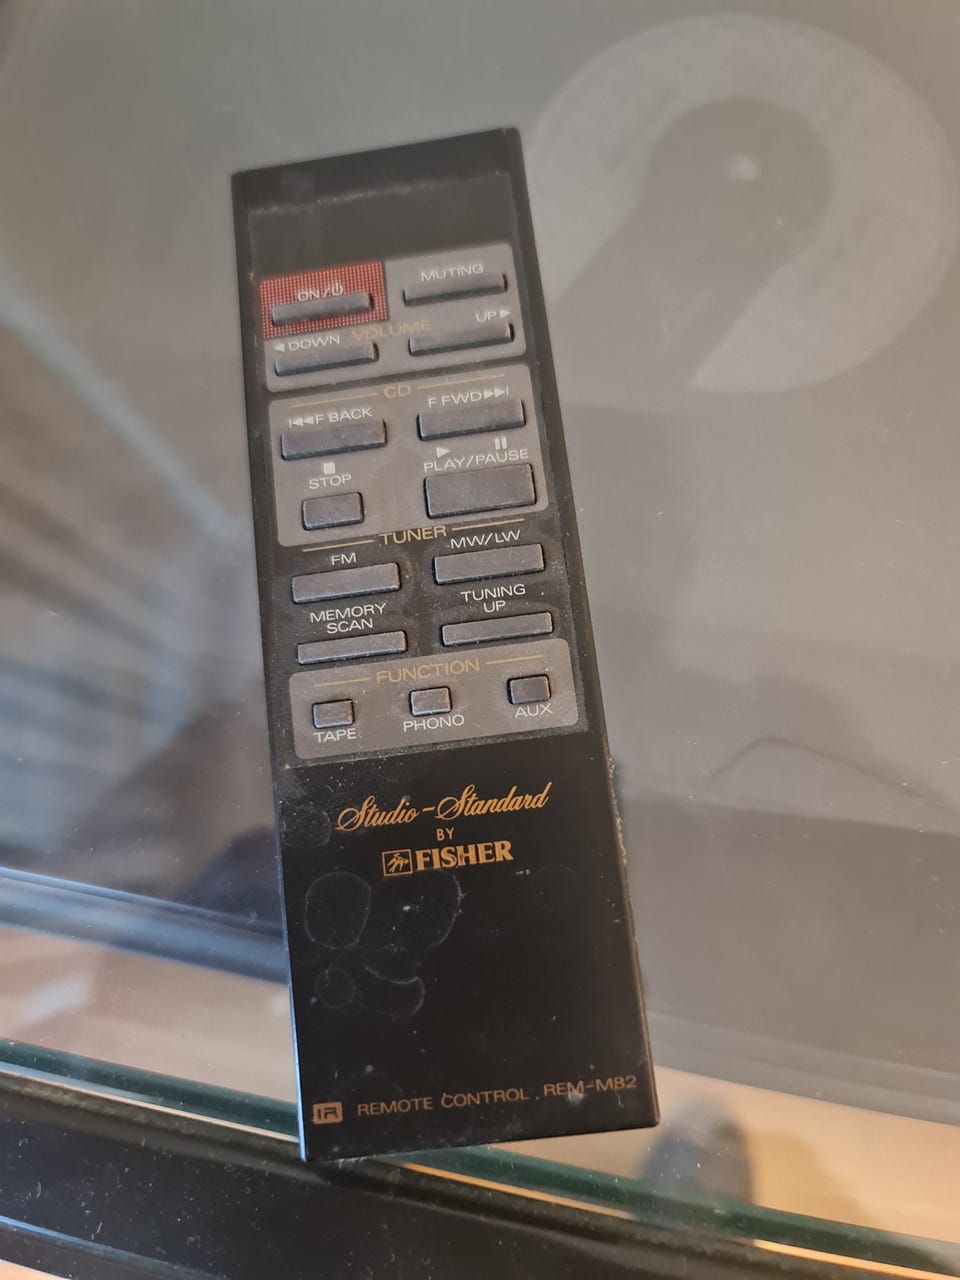 ON/⏻ MUTING
VOLUME
◀DOWN UP▶
CD
|◀◀F BACK F FWD▶▶|
■ ▶ ⏸
STOP PLAY/PAUSE
TUNER
FM MW/LW
MEMORY SCAN
TUNING UP
FUNCTION
TAPE PHONO AUX
Studio-Standard
BY
FISHER
IR REMOTE CONTROL REM-M82